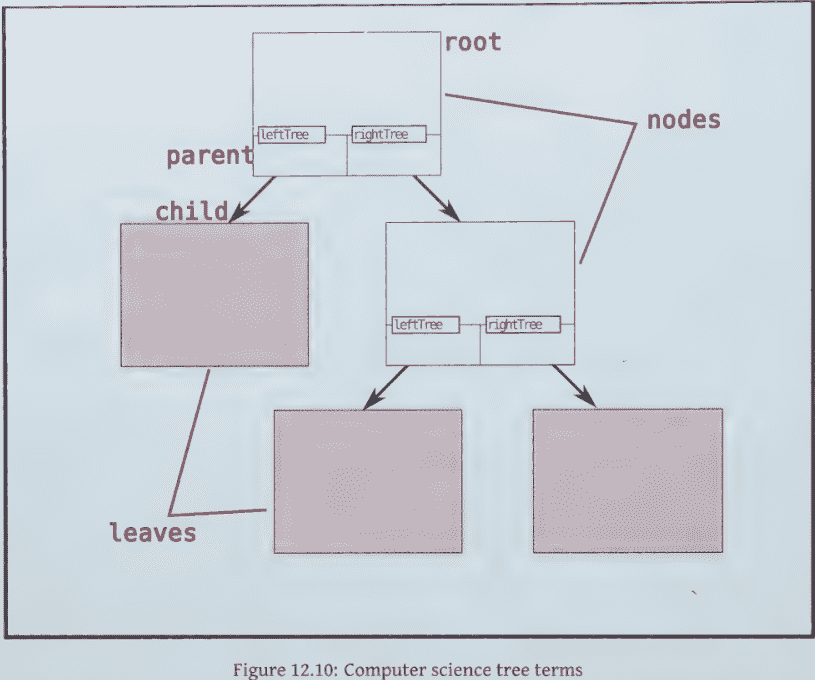 root
nodes
leftTree rightTree
parent
child
leftTree rightTree
leaves
Figure 12.10: Computer science tree terms